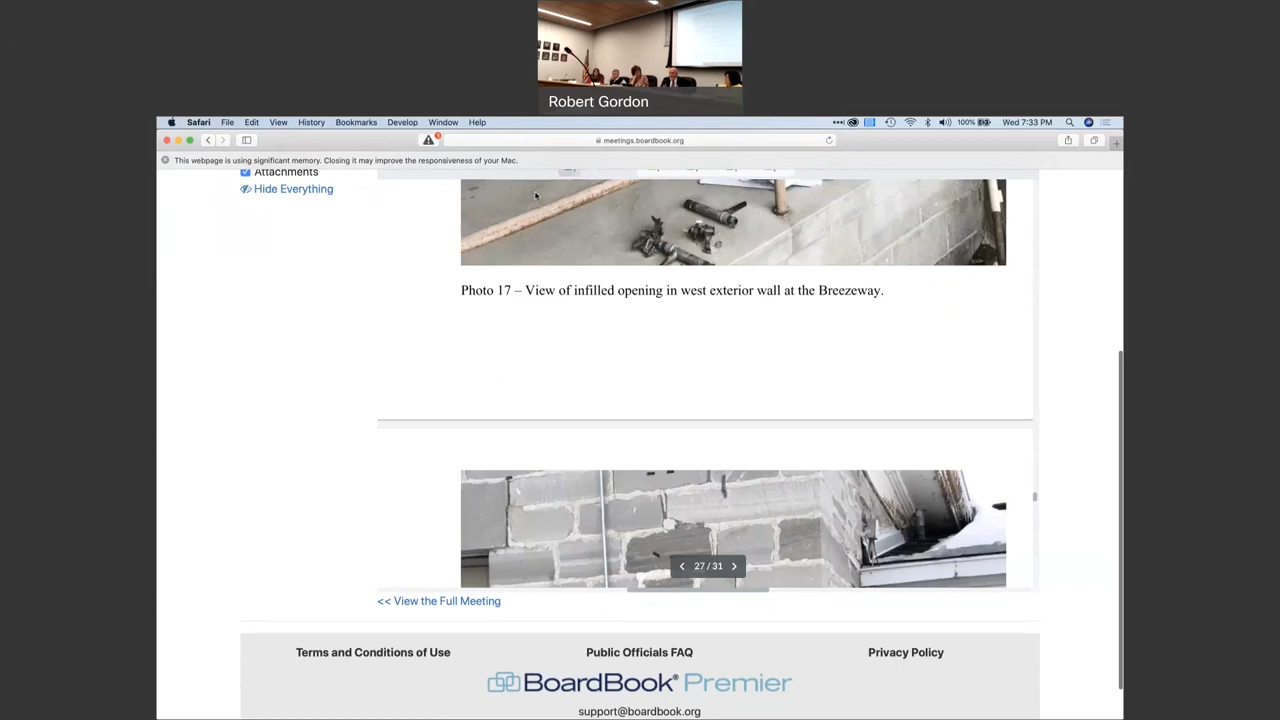 Robert Gordon
Safari File Edit View History Bookmarks Develop Window Help 100% Wed 7:33 PM
1 meetings.boardbook.org
This webpage is using significant memory. Closing it may improve the responsiveness of your Mac.
Attachments
Hide Everything
Photo 17 – View of infilled opening in west exterior wall at the Breezeway.
27 / 31
<< View the Full Meeting
Terms and Conditions of Use Public Officials FAQ Privacy Policy
BoardBook® Premier
support@boardbook.org